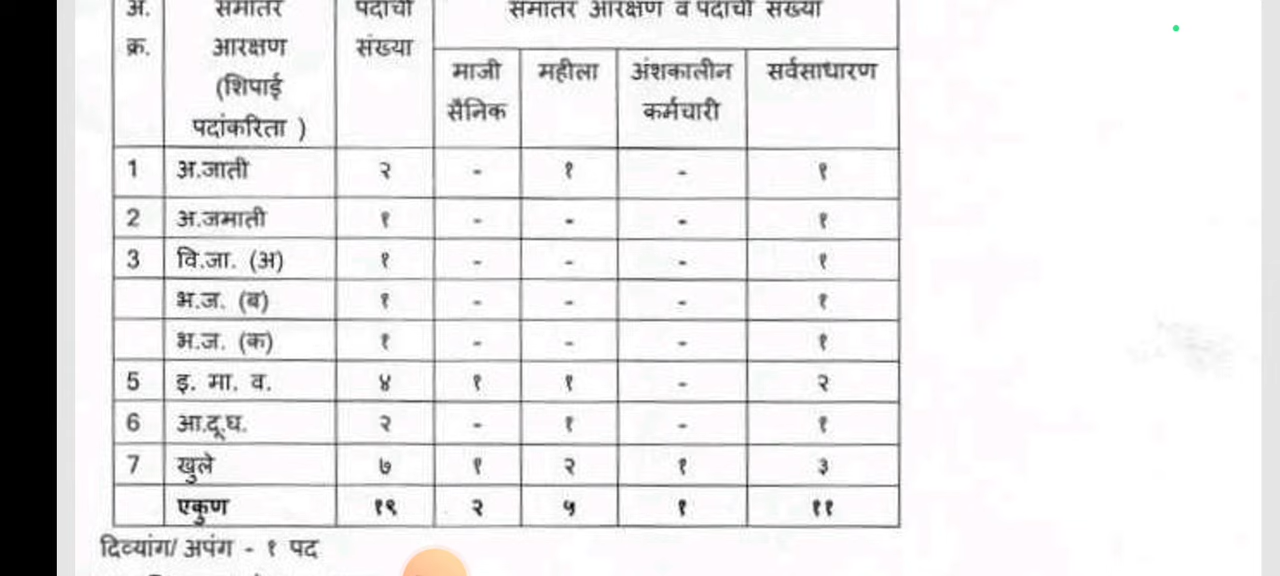 अ. समांतर पदांची समांतर आरक्षण व पदांची संख्या
क्र. आरक्षण संख्या
(शिपाई माजी महीला अंशकालीन सर्वसाधारण
पदांकरिता ) सैनिक कर्मचारी
1 अ.जाती २ - १ - १
2 अ.जमाती १ - - - १
3 वि.जा. (अ) १ - - - १
भ.ज. (ब) १ - - - १
भ.ज. (क) १ - - - १
5 इ. मा. व. ४ १ १ - २
6 आ.दू.घ. २ - १ - १
7 खुले ७ १ २ १ ३
एकुण १९ २ ५ १ ११
दिव्यांग/ अपंग - १ पद